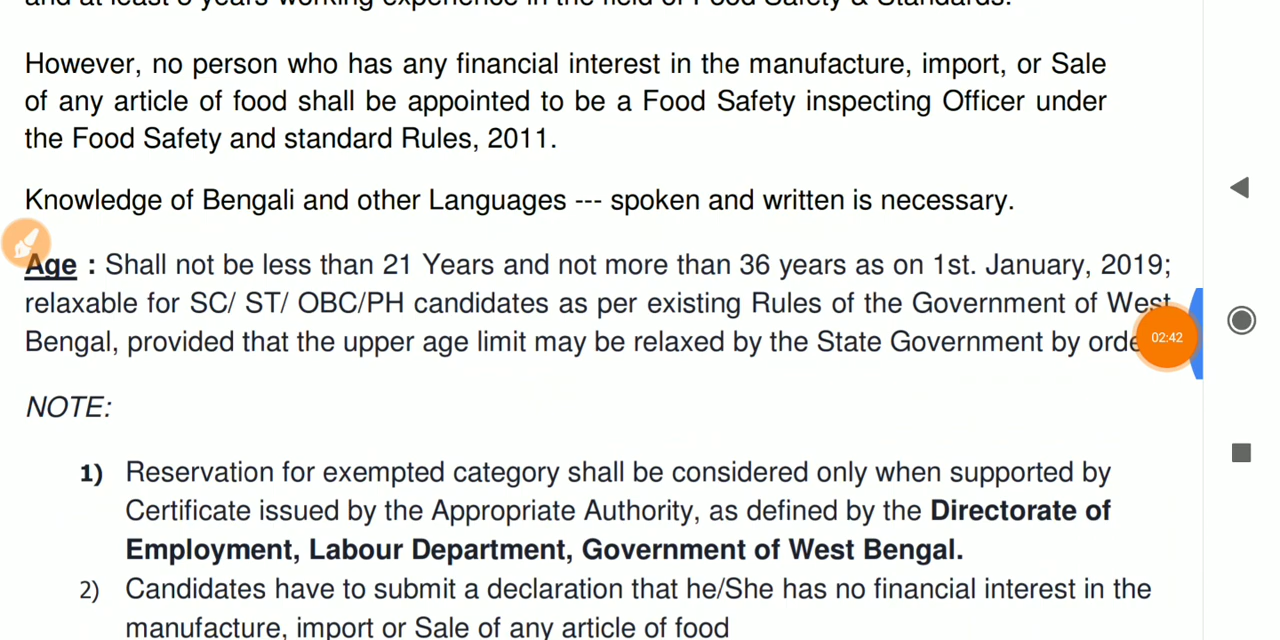 However, no person who has any financial interest in the manufacture, import, or Sale
of any article of food shall be appointed to be a Food Safety inspecting Officer under
the Food Safety and standard Rules, 2011.
Knowledge of Bengali and other Languages --- spoken and written is necessary.
Age : Shall not be less than 21 Years and not more than 36 years as on 1st. January, 2019;
relaxable for SC/ ST/ OBC/PH candidates as per existing Rules of the Government of West
Bengal, provided that the upper age limit may be relaxed by the State Government by
02:42
NOTE:
1) Reservation for exempted category shall be considered only when supported by
Certificate issued by the Appropriate Authority, as defined by the Directorate of
Employment, Labour Department, Government of West Bengal.
2) Candidates have to submit a declaration that he/She has no financial interest in the
manufacture, import or Sale of any article of food